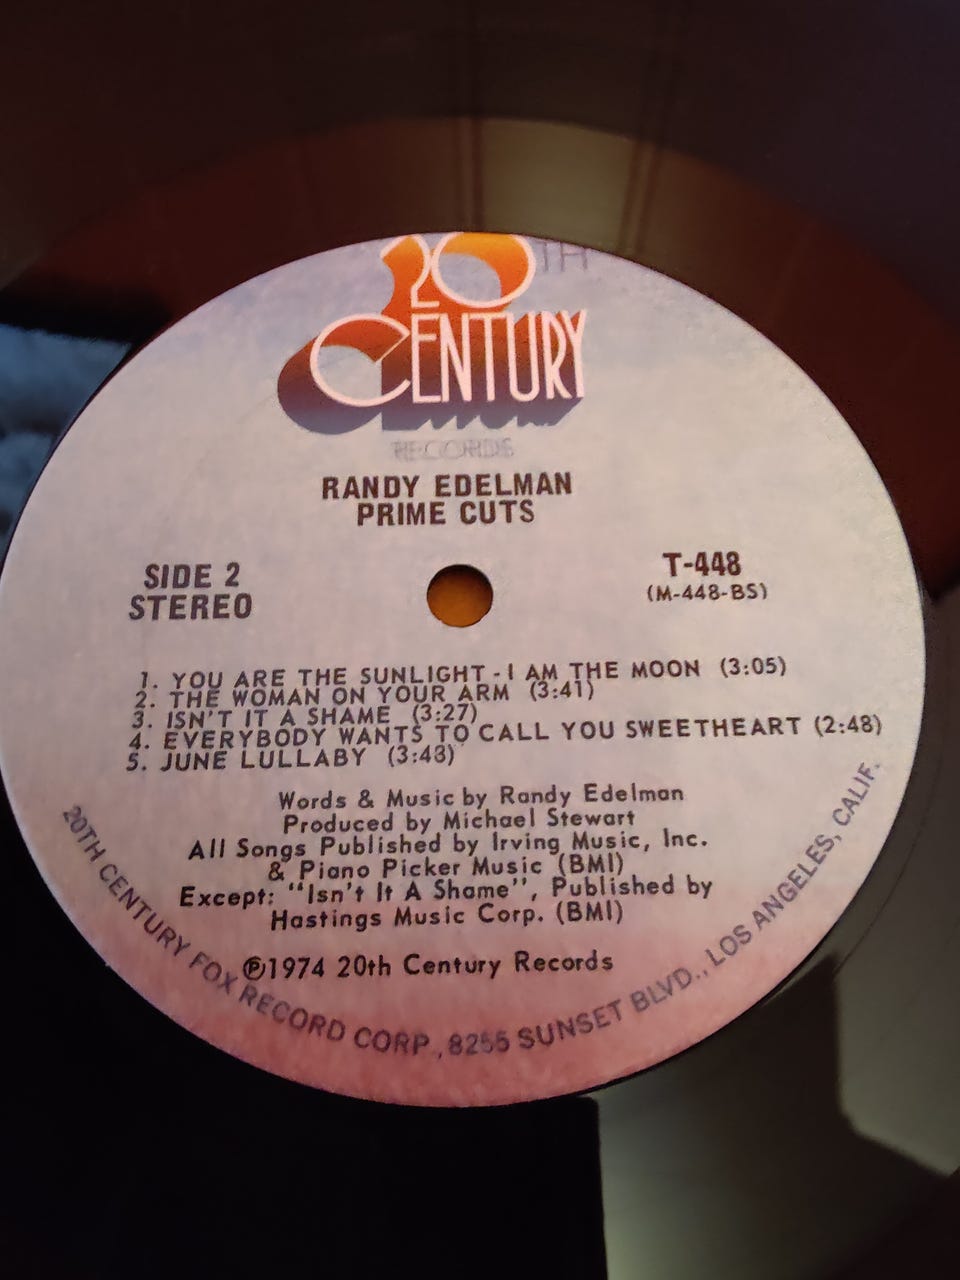 20TH
CENTURY
RECORDS
RANDY EDELMAN
PRIME CUTS
SIDE 2
STEREO
T-448
(M-448-BS)
1. YOU ARE THE SUNLIGHT - I AM THE MOON (3:05)
2. THE WOMAN ON YOUR ARM (3:41)
3. ISN'T IT A SHAME (3:27)
4. EVERYBODY WANTS TO CALL YOU SWEETHEART (2:48)
5. JUNE LULLABY (3:43)
Words & Music by Randy Edelman
Produced by Michael Stewart
All Songs Published by Irving Music, Inc.
& Piano Picker Music (BMI)
Except: "Isn't It A Shame", Published by
Hastings Music Corp. (BMI)
℗1974 20th Century Records
20TH CENTURY FOX RECORD CORP., 8255 SUNSET BLVD., LOS ANGELES, CALIF.